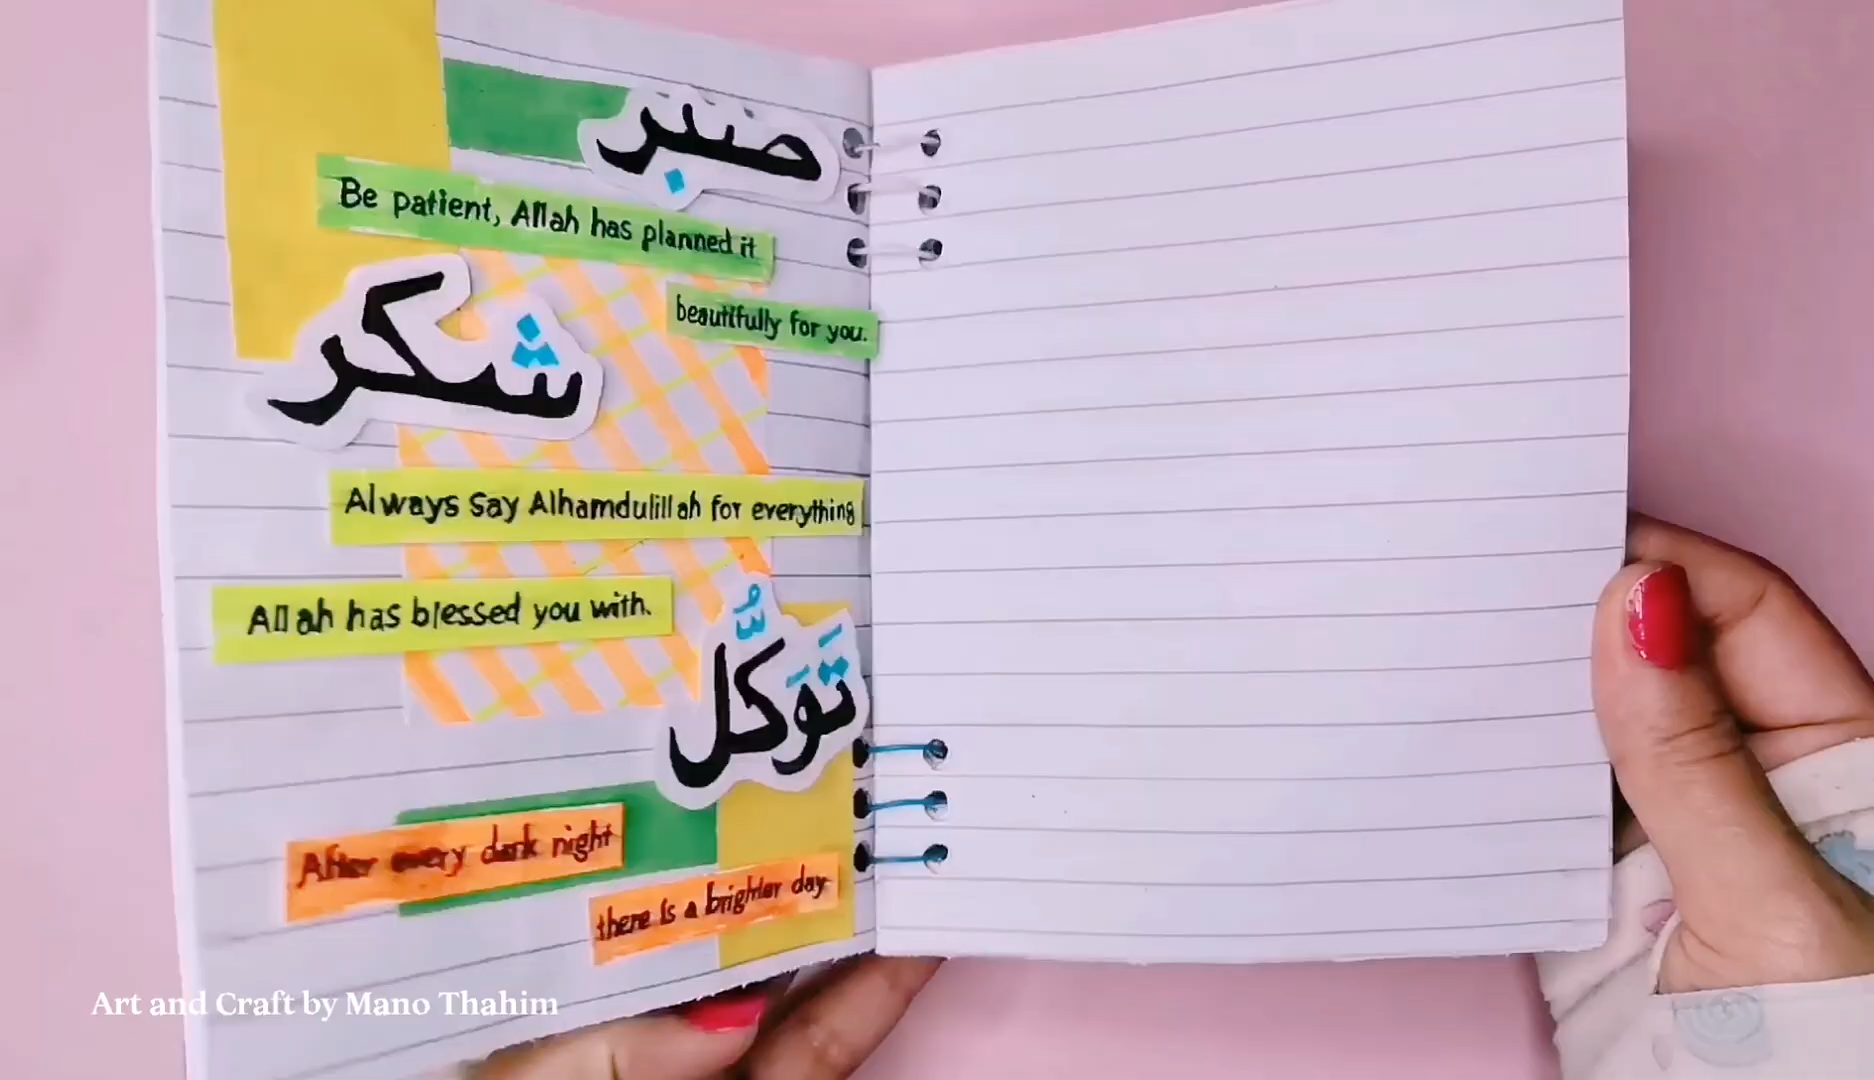 صبر
Be patient, Allah has planned it
beautifully for you.
شكر
Always say Alhamdulillah for everything
Allah has blessed you with.
تَوَكُّل
After every dark night
there is a brighter day
Art and Craft by Mano Thahim